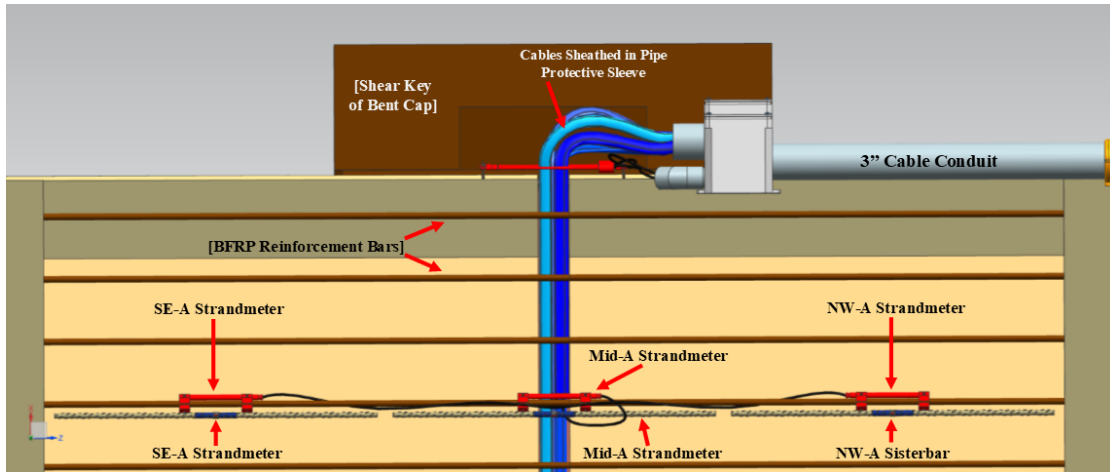 Cables Sheathed in Pipe
Protective Sleeve
[Shear Key
of Bent Cap]
3” Cable Conduit
[BFRP Reinforcement Bars]
SE-A Strandmeter
NW-A Strandmeter
Mid-A Strandmeter
SE-A Strandmeter
Mid-A Strandmeter
NW-A Sisterbar
X
Z